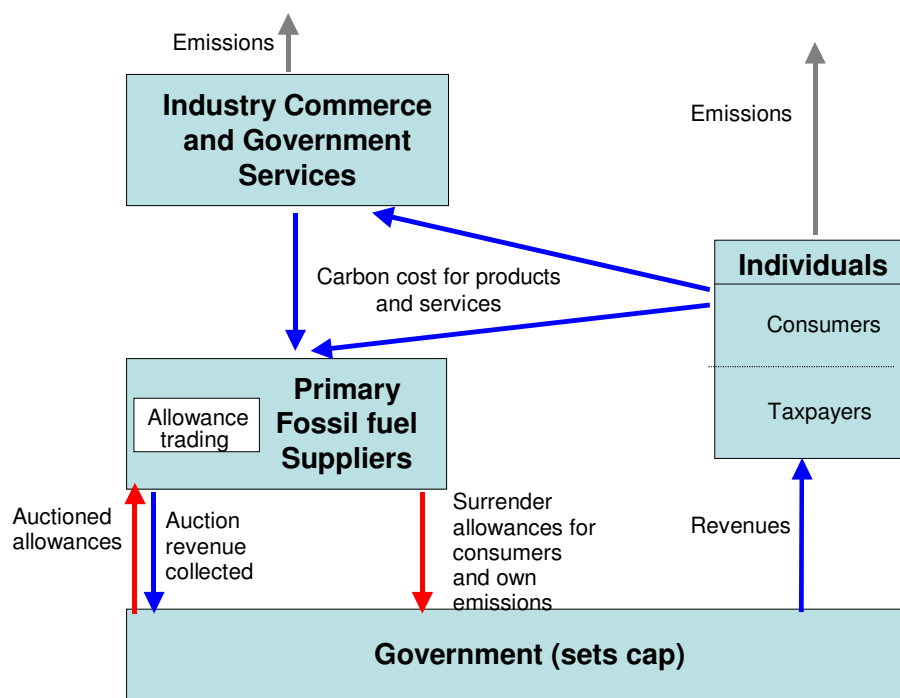 Emissions
Industry Commerce
and Government
Services
Emissions
Carbon cost for products
and services
Individuals
Consumers
Taxpayers
Primary
Fossil fuel
Suppliers
Allowance
trading
Auctioned
allowances
Auction
revenue
collected
Surrender
allowances for
consumers
and own
emissions
Revenues
Government (sets cap)